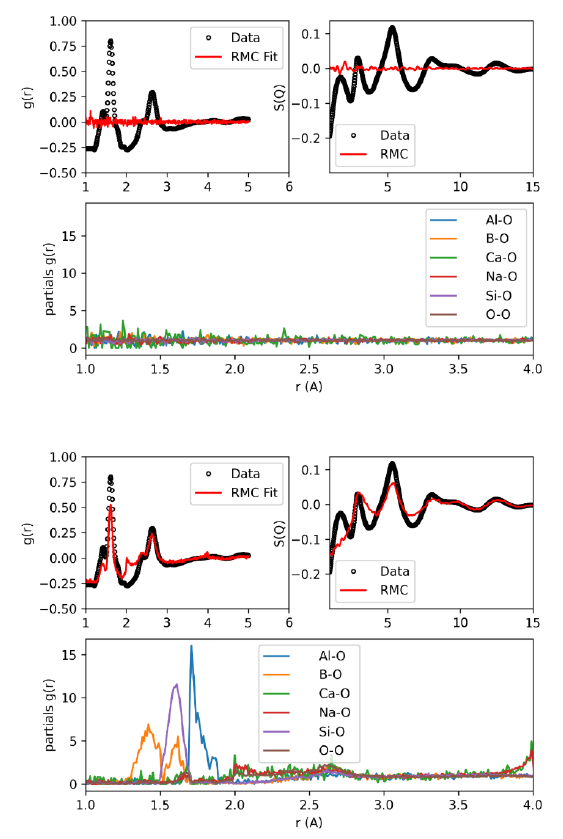 1.00
0.75
0.50
0.25
0.00
−0.25
−0.50
g(r)
Data
RMC Fit
1 2 3 4 5 6
0.1
0.0
−0.1
−0.2
S(Q)
Data
RMC
5 10 15
15
10
5
0
partials g(r)
Al-O
B-O
Ca-O
Na-O
Si-O
O-O
1.0 1.5 2.0 2.5 3.0 3.5 4.0
r (A)
1.00
0.75
0.50
0.25
0.00
−0.25
−0.50
g(r)
Data
RMC Fit
1 2 3 4 5 6
0.1
0.0
−0.1
−0.2
S(Q)
Data
RMC
5 10 15
15
10
5
0
partials g(r)
Al-O
B-O
Ca-O
Na-O
Si-O
O-O
1.0 1.5 2.0 2.5 3.0 3.5 4.0
r (A)